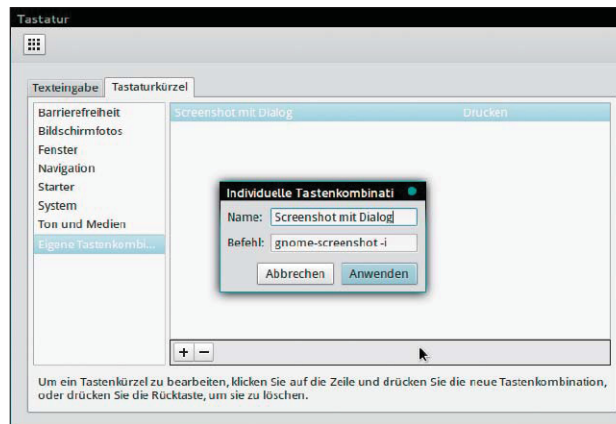 Tastatur
Texteingabe Tastaturkürzel
Barrierefreiheit
Bildschirmfotos
Fenster
Navigation
Starter
System
Ton und Medien
Eigene Tastenkombi...
Screenshot mit Dialog Drucken
Individuelle Tastenkombinati
Name: Screenshot mit Dialog
Befehl: gnome-screenshot -i
Abbrechen Anwenden
+ −
Um ein Tastenkürzel zu bearbeiten, klicken Sie auf die Zeile und drücken Sie die neue Tastenkombination,
oder drücken Sie die Rücktaste, um sie zu löschen.